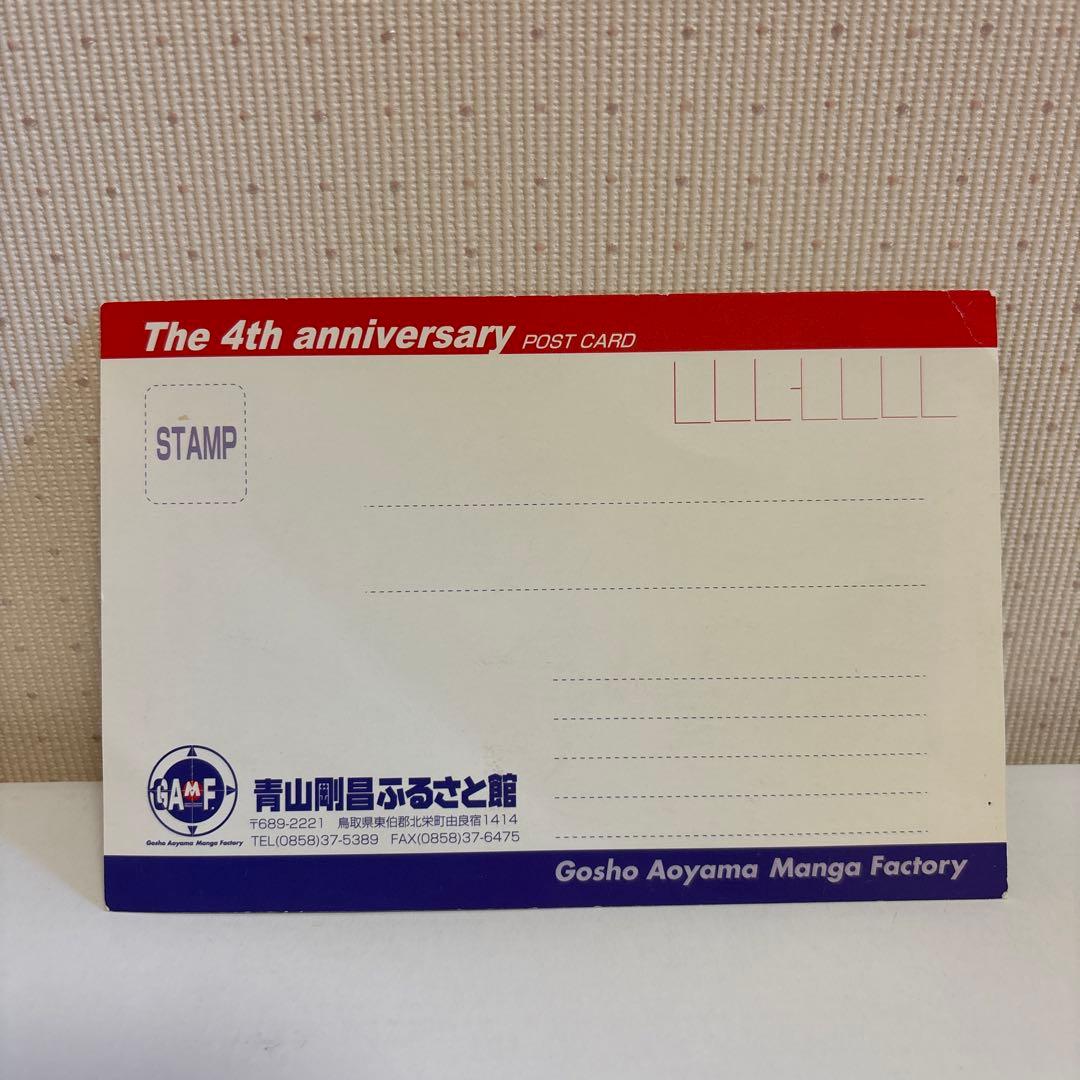 The 4th anniversary POST CARD
STAMP
GAMF.
Gosho Aoyama Manga Factory
青山剛昌ふるさと館
〒689-2221 鳥取県東伯郡北栄町由良宿1414
TEL(0858)37-5389 FAX(0858)37-6475
Gosho Aoyama Manga Factory